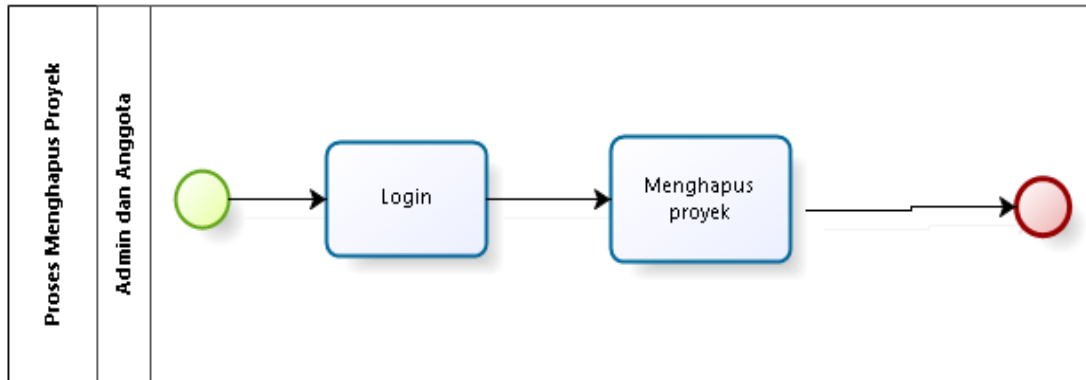 Proses Menghapus Proyek
Admin dan Anggota
Login
Menghapus
proyek